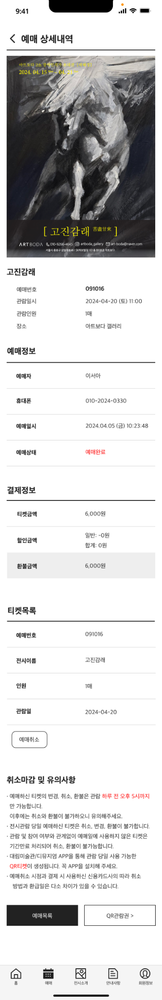 9:41
예매 상세내역
2024. 04. 15
[ 고진감래 苦盡甘來 ]
ARTBODA 010-9266-4645 artboda_gallery art-boda@naver.com
고진감래
예매번호 091016
관람일시 2024-04-20 (토) 11:00
관람인원 1매
장소 아트보다 갤러리
예매정보
예매자 이서아
휴대폰 010-2024-0330
예매일시 2024.04.05 (금) 10:23:48
예매상태 예매완료
결제정보
티켓금액 6,000원
할인금액 일반: -0원
합계: 0원
환불금액 6,000원
티켓목록
예매번호 091016
전시이름 고진감래
인원 1매
관람일 2024-04-20
예매취소
취소마감 및 유의사항
· 예매하신 티켓의 변경, 취소, 환불은 관람 하루 전 오후 5시까지
만 가능합니다.
이후에는 취소와 환불이 불가하오니 유의해주세요.
· 전시관람 당일 예매하신 티켓은 취소, 변경, 환불이 불가합니다.
· 관람 및 참여 여부와 관계없이 예매일에 사용하지 않은 티켓은
기간만료 처리되어 취소, 환불이 불가능합니다.
· 대림미술관/디뮤지엄 APP을 통해 관람 당일 사용 가능한
QR티켓이 생성됩니다. 꼭 APP을 설치해 주세요.
· 예매취소 시점과 결제 시 사용하신 신용카드사의 따라 취소
방법과 환급일은 다소 차이가 있을 수 있습니다.
예매목록 QR관람권 >
홈 예매 전시소개 안내사항 회원정보